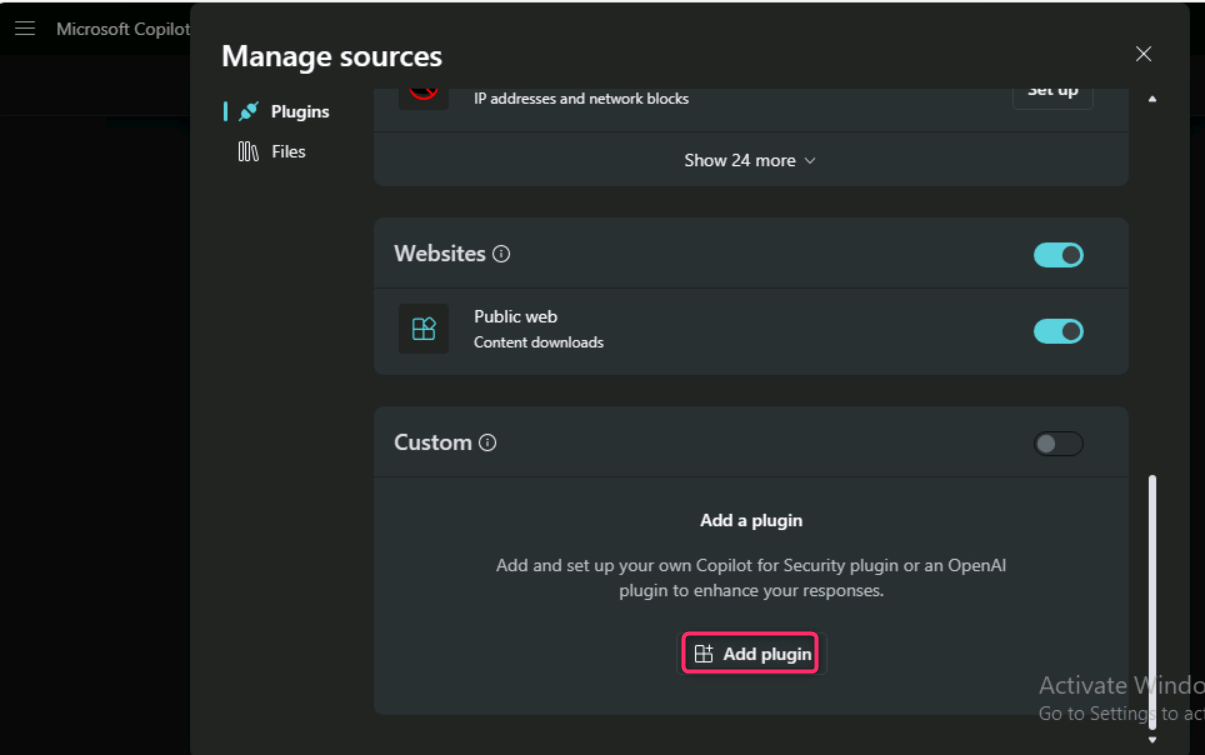 Microsoft Copilot
Manage sources
Plugins
Files
IP addresses and network blocks
Set up
Show 24 more
Websites
Public web
Content downloads
Custom
Add a plugin
Add and set up your own Copilot for Security plugin or an OpenAI
plugin to enhance your responses.
Add plugin
Activate Windo
Go to Settings to act